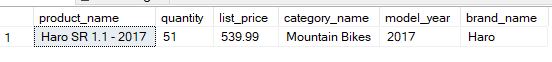 product_name quantity list_price category_name model_year brand_name
1 Haro SR 1.1 - 2017 51 539.99 Mountain Bikes 2017 Haro